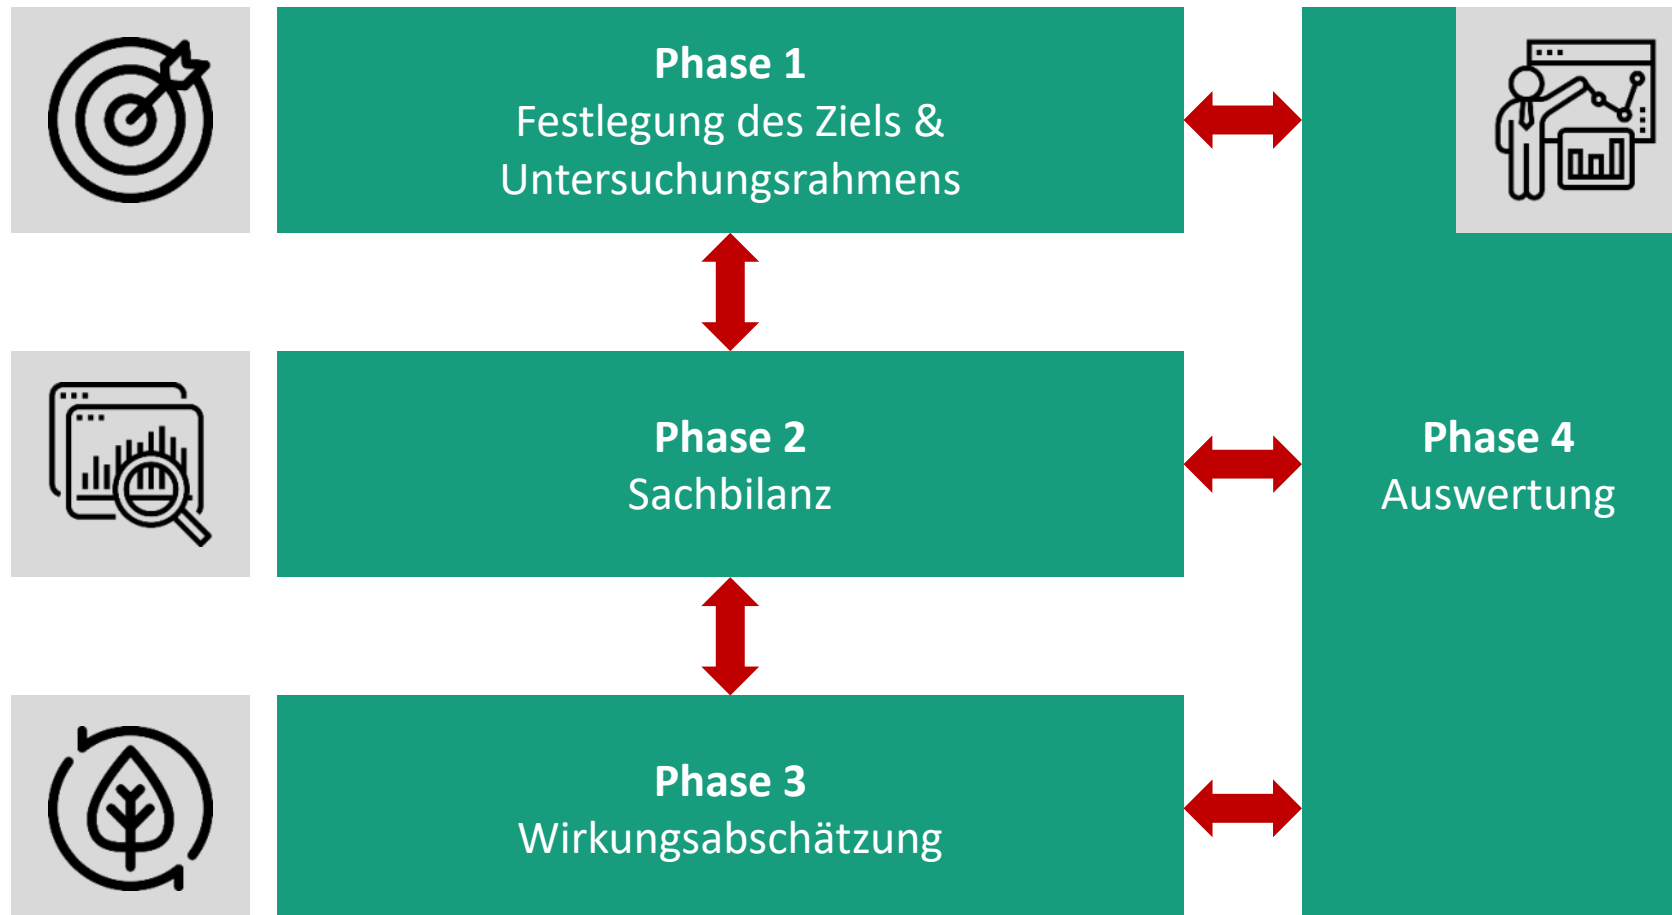 Phase 1
Festlegung des Ziels &
Untersuchungsrahmens
Phase 2
Sachbilanz
Phase 3
Wirkungsabschätzung
Phase 4
Auswertung